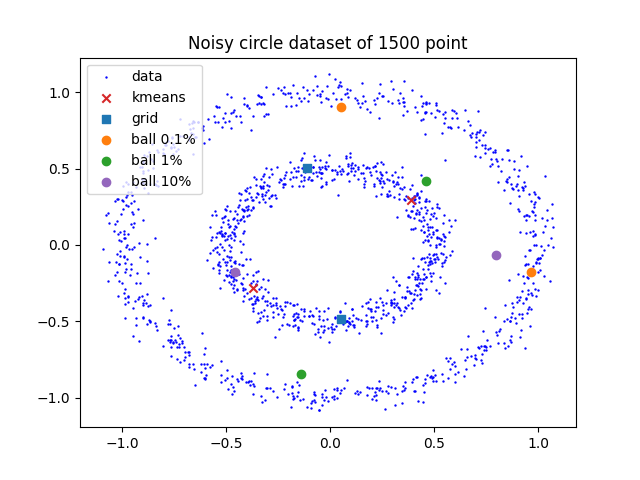 Noisy circle dataset of 1500 point
data
kmeans
grid
ball 0.1%
ball 1%
ball 10%
1.0
0.5
0.0
−0.5
−1.0
−1.0 −0.5 0.0 0.5 1.0